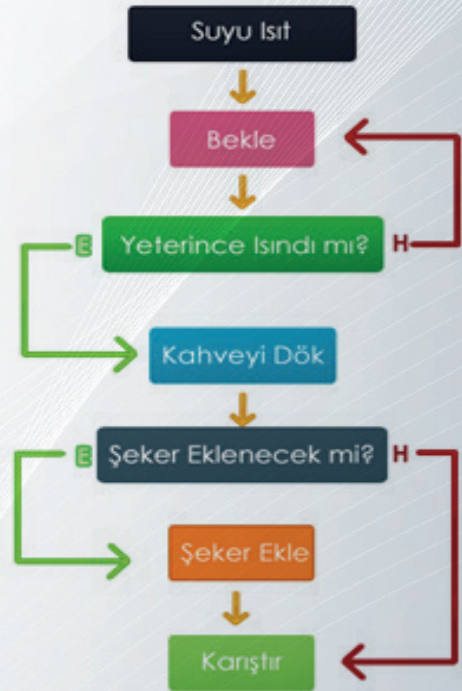 Suyu Isıt
Bekle
E Yeterince Isındı mı? H
Kahveyi Dök
E Şeker Eklenecek mi? H
Şeker Ekle
Karıştır